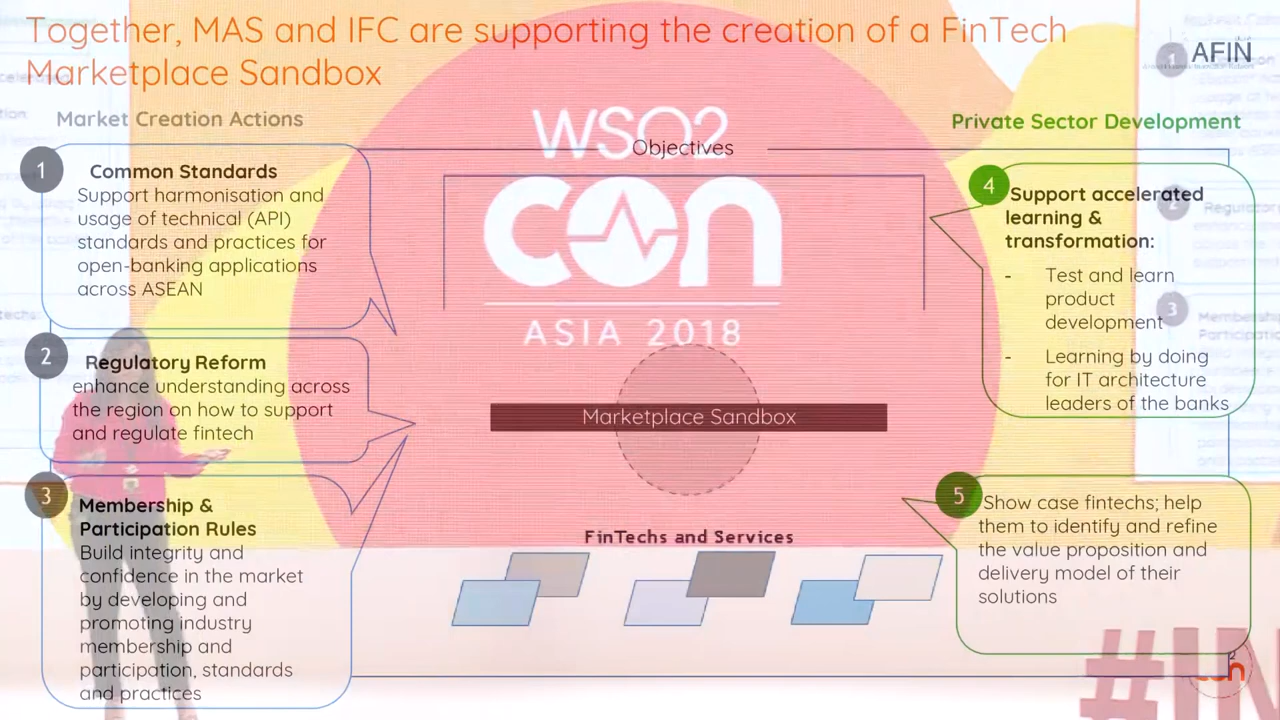 Together, MAS and IFC are supporting the creation of a FinTech
Marketplace Sandbox
AFIN
Market Creation Actions
Private Sector Development
WSO2
Objectives
con
ASIA 2018
1
Common Standards
Support harmonisation and
usage of technical (API)
standards and practices for
open-banking applications
across ASEAN
2
Regulatory Reform
enhance understanding across
the region on how to support
and regulate fintech
3
Membership &
Participation Rules
Build integrity and
confidence in the market
by developing and
promoting industry
membership and
participation, standards
and practices
Marketplace Sandbox
FinTechs and Services
4
Support accelerated
learning &
transformation:
- Test and learn
product
development
- Learning by doing
for IT architecture
leaders of the banks
5
Show case fintechs; help
them to identify and refine
the value proposition and
delivery model of their
solutions
1
2
3
#IN
con